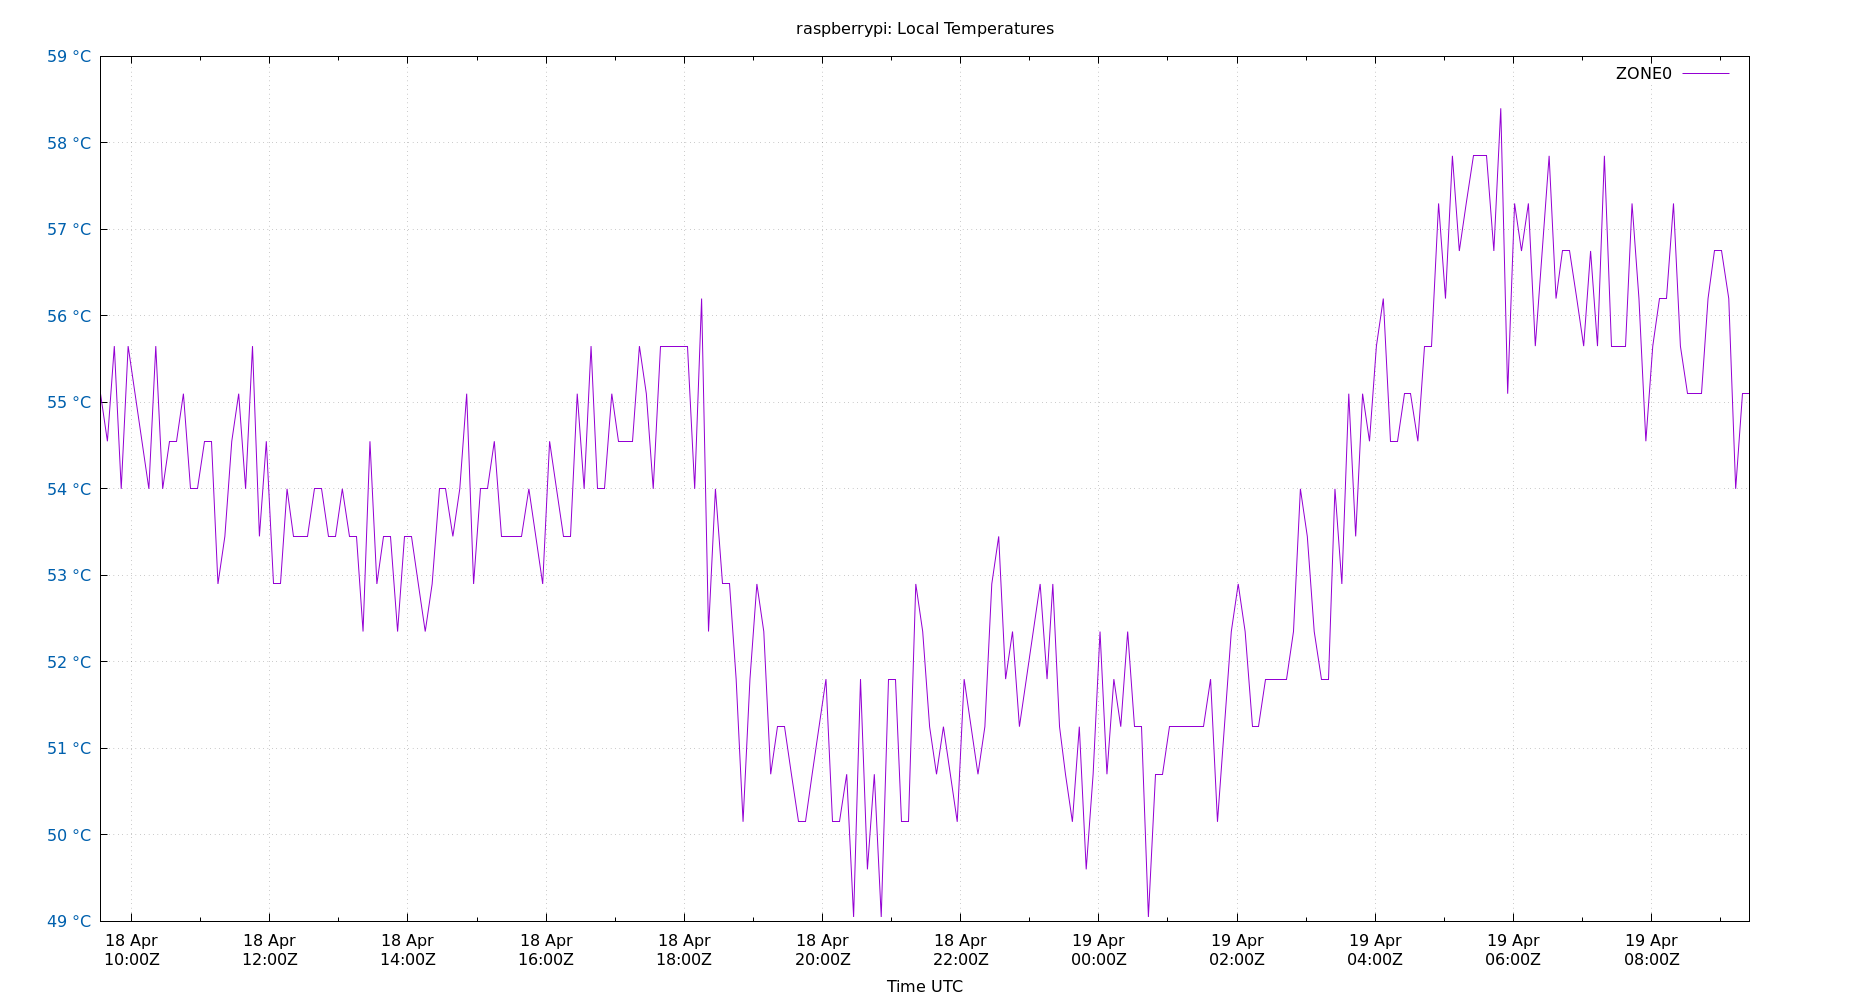 raspberrypi: Local Temperatures
59 °C
ZONE0
58 °C
57 °C
56 °C
55 °C
54 °C
53 °C
52 °C
51 °C
50 °C
49 °C
18 Apr 18 Apr 18 Apr 18 Apr 18 Apr 18 Apr 18 Apr 19 Apr 19 Apr 19 Apr 19 Apr 19 Apr
10:00Z 12:00Z 14:00Z 16:00Z 18:00Z 20:00Z 22:00Z 00:00Z 02:00Z 04:00Z 06:00Z 08:00Z
Time UTC